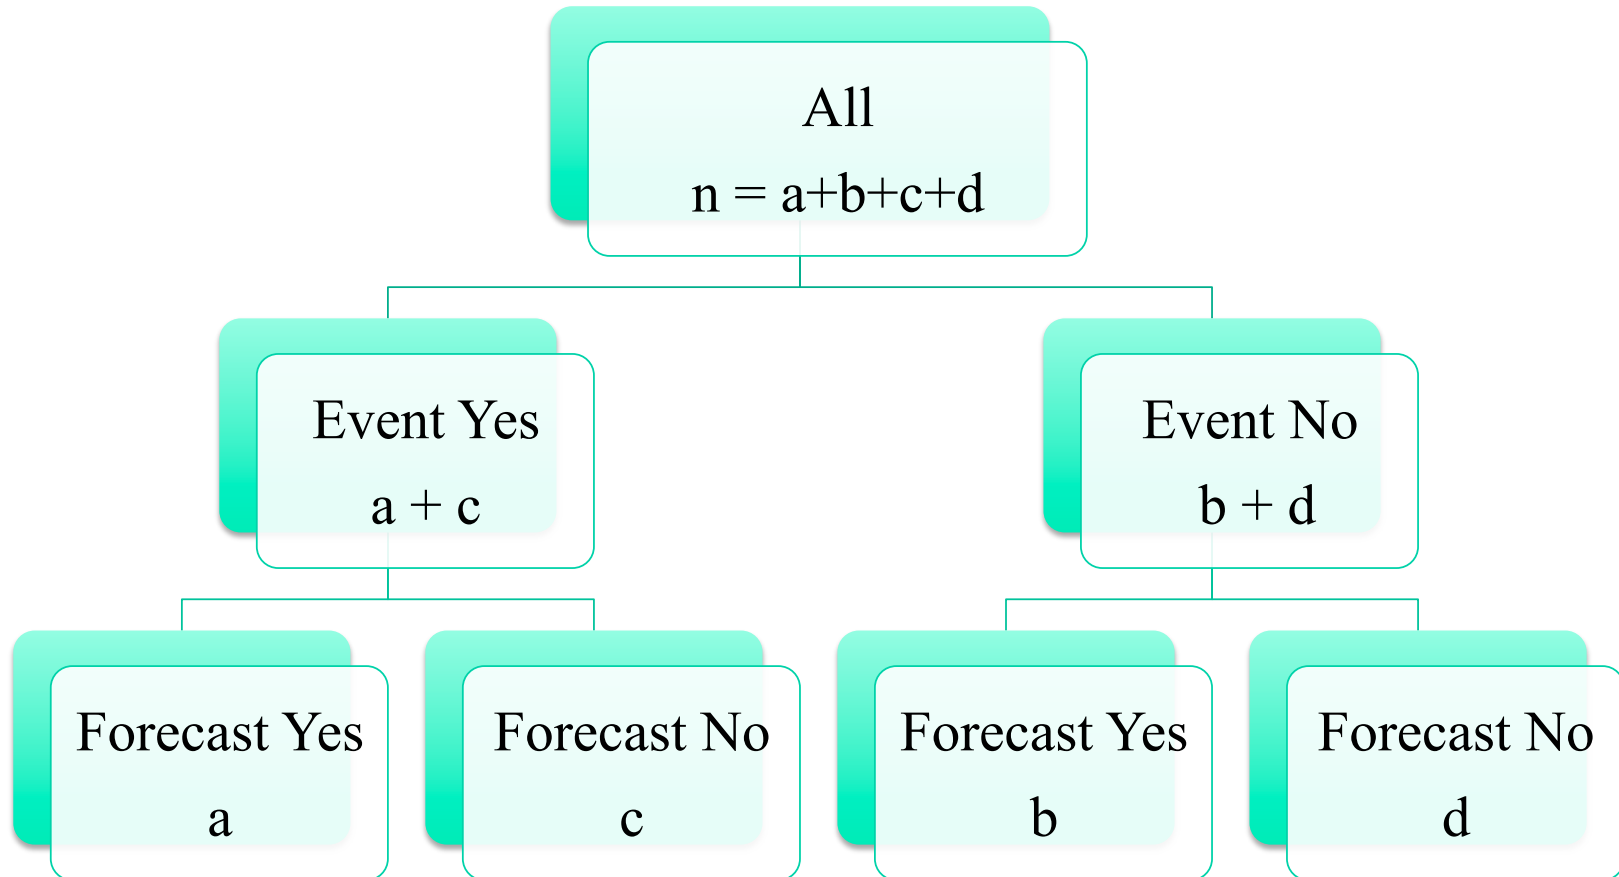 All
n = a+b+c+d
Event Yes
a + c
Event No
b + d
Forecast Yes
a
Forecast No
c
Forecast Yes
b
Forecast No
d